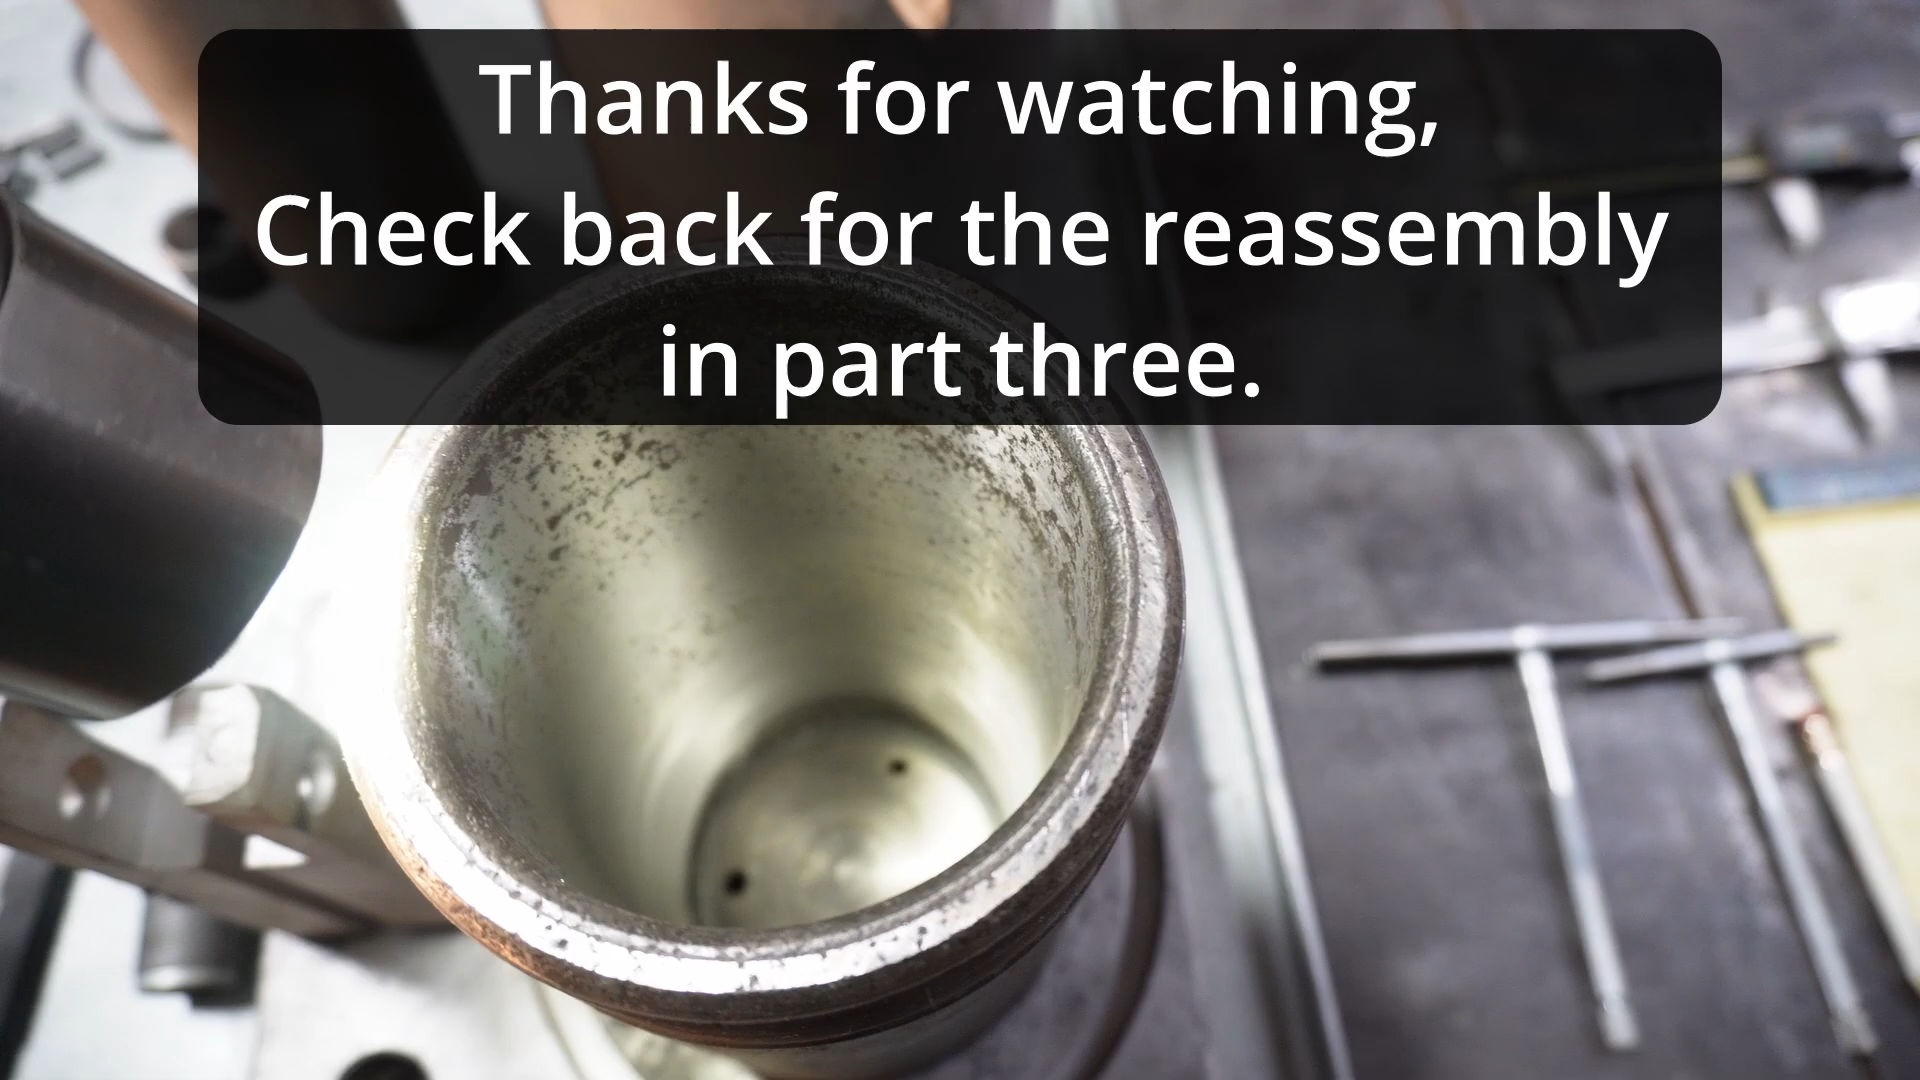 Thanks for watching,
Check back for the reassembly
in part three.